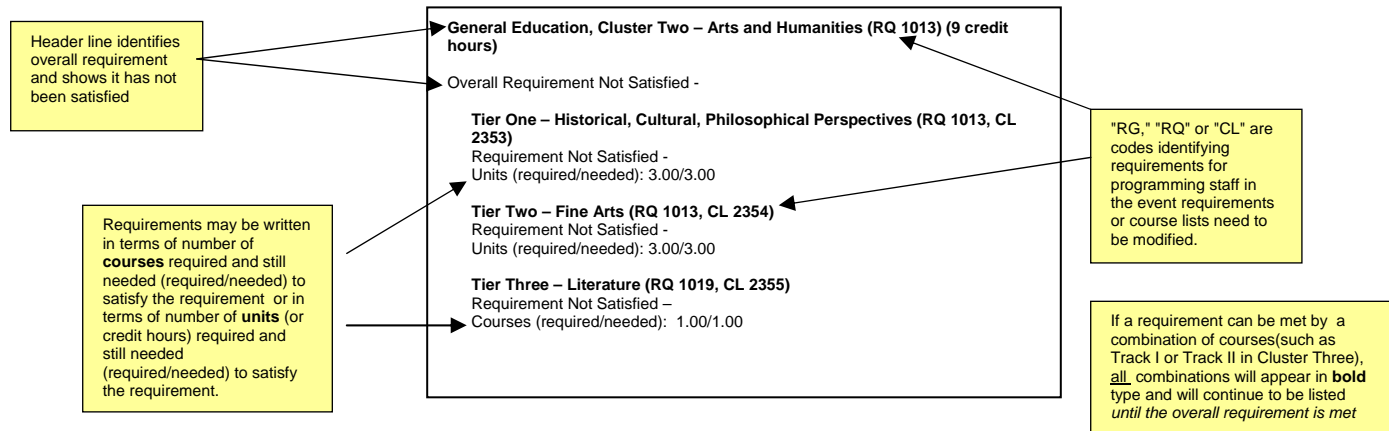 Header line identifies
overall requirement
and shows it has not
been satisfied
Requirements may be written
in terms of number of
courses required and still
needed (required/needed) to
satisfy the requirement or in
terms of number of units (or
credit hours) required and
still needed
(required/needed) to satisfy
the requirement.
General Education, Cluster Two – Arts and Humanities (RQ 1013) (9 credit
hours)
Overall Requirement Not Satisfied -
Tier One – Historical, Cultural, Philosophical Perspectives (RQ 1013, CL
2353)
Requirement Not Satisfied -
Units (required/needed): 3.00/3.00
Tier Two – Fine Arts (RQ 1013, CL 2354)
Requirement Not Satisfied -
Units (required/needed): 3.00/3.00
Tier Three – Literature (RQ 1019, CL 2355)
Requirement Not Satisfied –
Courses (required/needed): 1.00/1.00
"RG," "RQ" or "CL" are
codes identifying
requirements for
programming staff in
the event requirements
or course lists need to
be modified.
If a requirement can be met by a
combination of courses(such as
Track I or Track II in Cluster Three),
all combinations will appear in bold
type and will continue to be listed
until the overall requirement is met